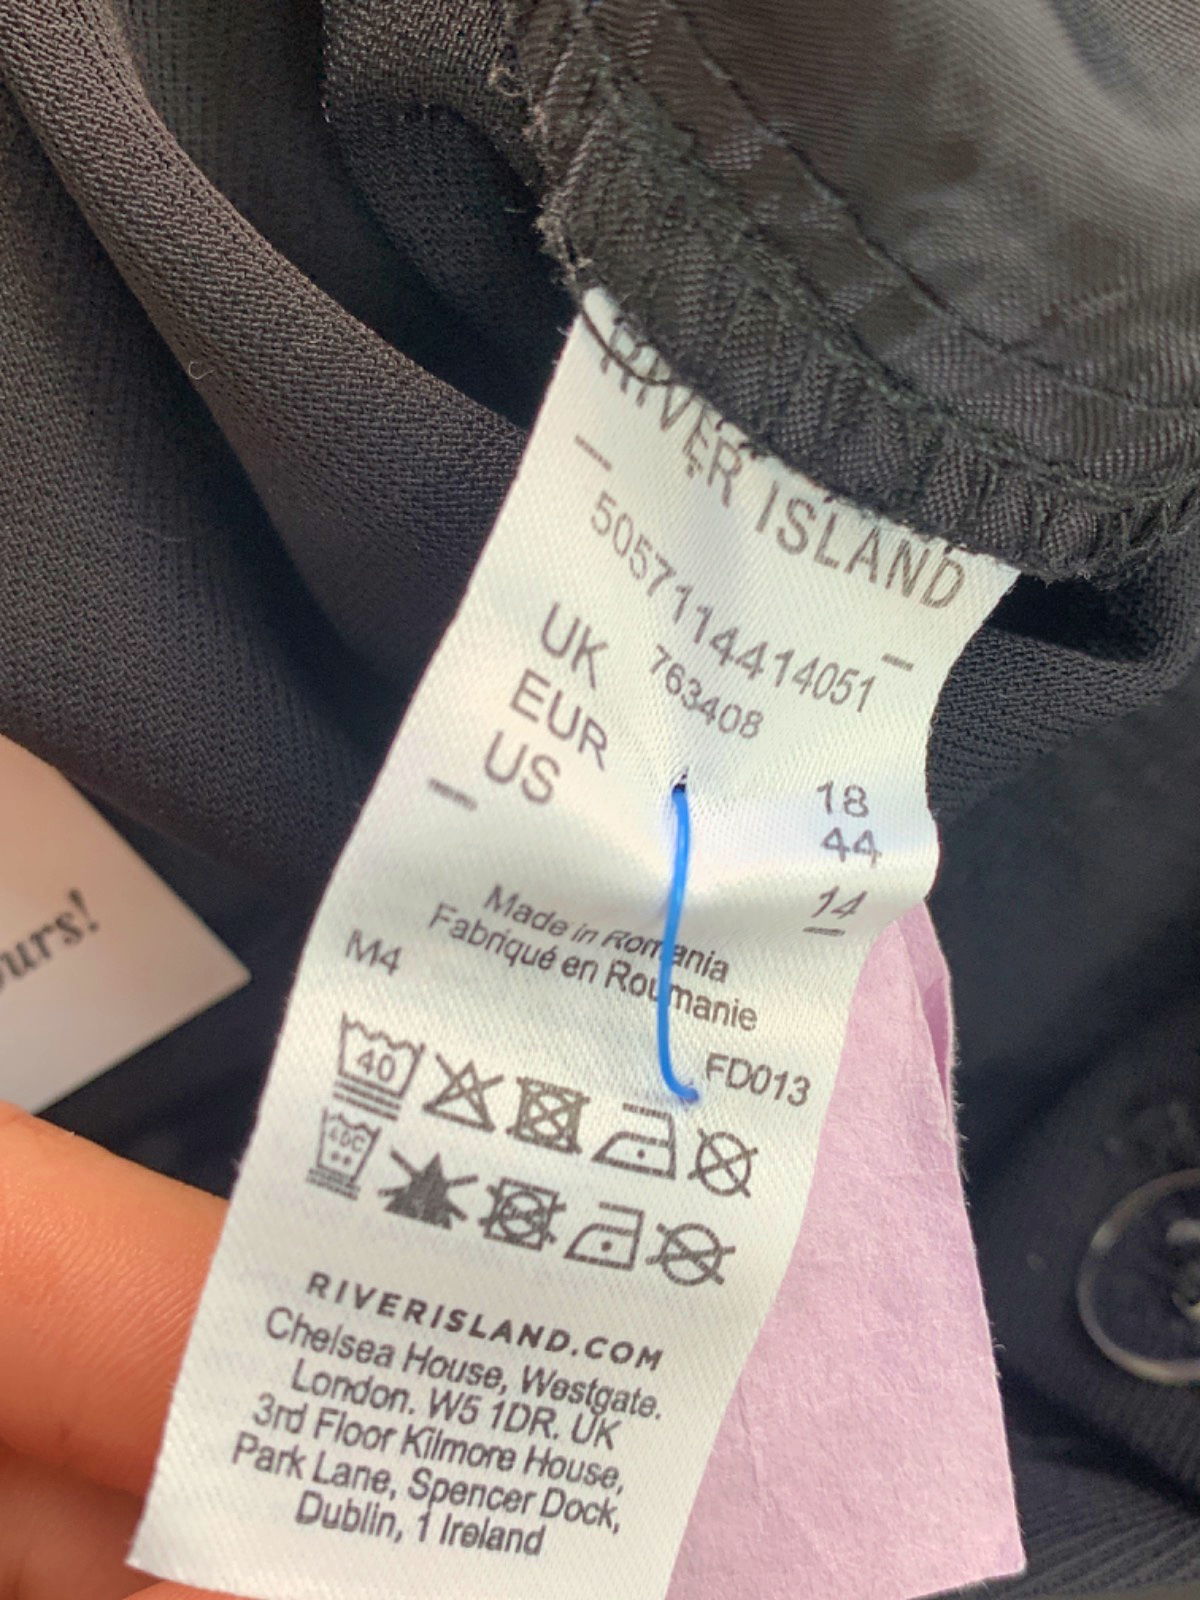 RIVER ISLAND
5057114414051
763408
UK 18
EUR 44
US 14
Made in Romania
Fabriqué en Roumanie
M4
FD013
40
40C
RIVERISLAND.COM
Chelsea House, Westgate.
London. W5 1DR. UK
3rd Floor Kilmore House,
Park Lane, Spencer Dock,
Dublin, 1 Ireland
ours!